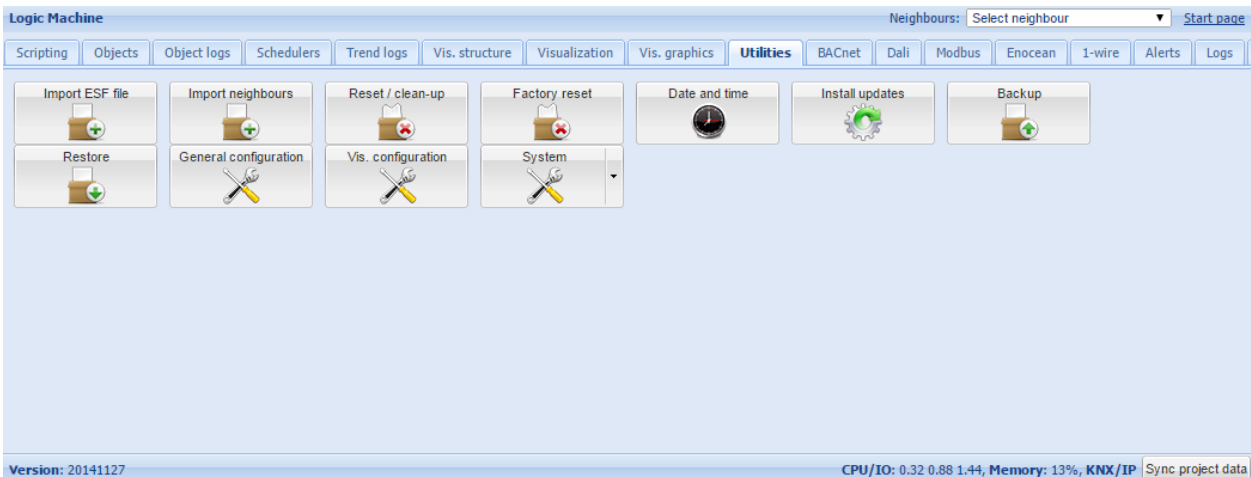 Logic Machine Neighbours: Select neighbour Start page
Scripting Objects Object logs Schedulers Trend logs Vis. structure Visualization Vis. graphics Utilities BACnet Dali Modbus Enocean 1-wire Alerts Logs
Import ESF file Import neighbours Reset / clean-up Factory reset Date and time Install updates Backup
Restore General configuration Vis. configuration System
Version: 20141127 CPU/IO: 0.32 0.88 1.44, Memory: 13%, KNX/IP Sync project data